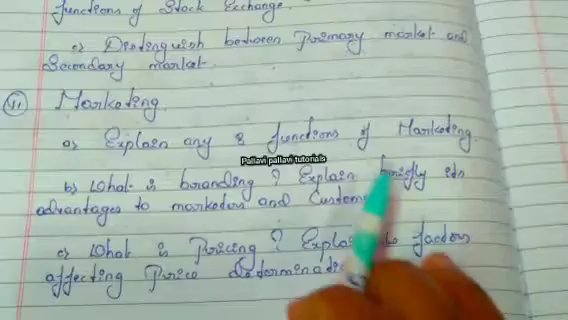 functions of Stock Exchange
c) Distinguish between Primary market and
Secondary market.
11 Marketing.
a) Explain any 8 functions of Marketing.
Pallavi pallavi tutorials
b) What is branding ? Explain briefly its
advantages to marketers and
c) What is Pricing ? factors
affecting Price